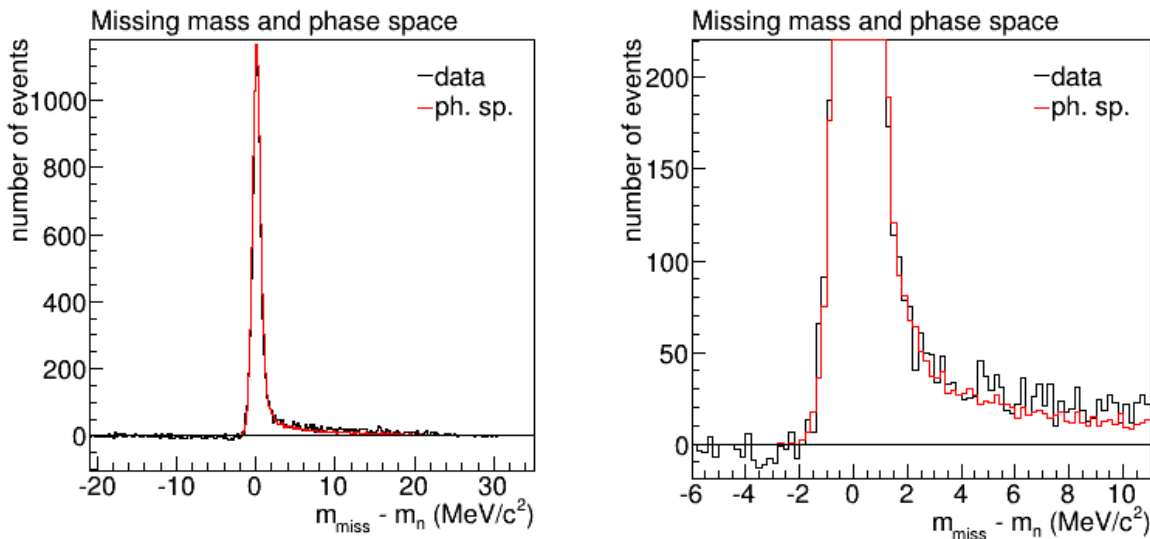 Missing mass and phase space
number of events
data
ph. sp.
1000
800
600
400
200
0
-20 -10 0 10 20 30
m_miss - m_n (MeV/c²)
Missing mass and phase space
number of events
data
ph. sp.
200
150
100
50
0
-6 -4 -2 0 2 4 6 8 10
m_miss - m_n (MeV/c²)